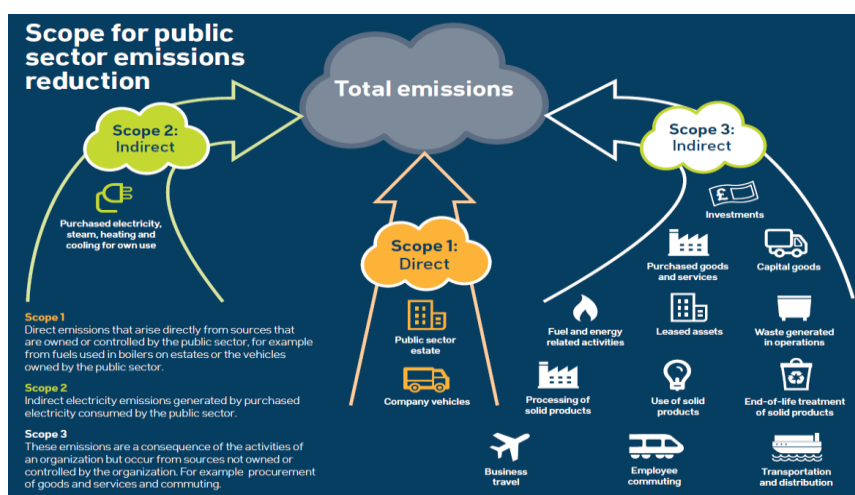 Scope for public
sector emissions
reduction
Total emissions
Scope 2:
Indirect
Purchased electricity,
steam, heating and
cooling for own use
Scope 1:
Direct
Public sector
estate
Company vehicles
Scope 3:
Indirect
£
Investments
Purchased goods
and services
Capital goods
Fuel and energy
related activities
Leased assets
Waste generated
in operations
Processing of
solid products
Use of solid
products
End-of-life treatment
of solid products
Business
travel
Employee
commuting
Transportation
and distribution
Scope 1
Direct emissions that arise directly from sources that
are owned or controlled by the public sector, for example
from fuels used in boilers on estates or the vehicles
owned by the public sector.
Scope 2
Indirect electricity emissions generated by purchased
electricity consumed by the public sector.
Scope 3
These emissions are a consequence of the activities of
an organization but occur from sources not owned or
controlled by the organization. For example procurement
of goods and services and commuting.